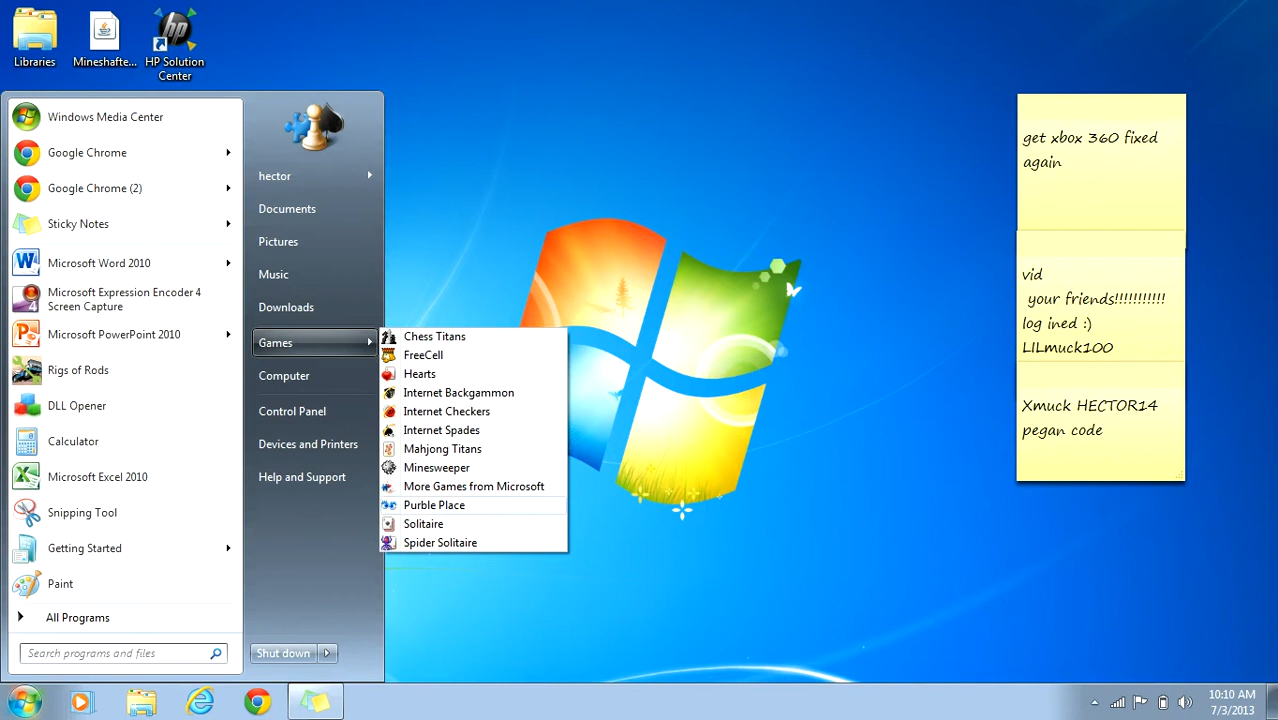 Libraries
Mineshafte...
HP Solution
Center
hp
Windows Media Center
Google Chrome
Google Chrome (2)
Sticky Notes
Microsoft Word 2010
Microsoft Expression Encoder 4
Screen Capture
Microsoft PowerPoint 2010
Rigs of Rods
DLL Opener
Calculator
Microsoft Excel 2010
Snipping Tool
Getting Started
Paint
All Programs
Search programs and files
hector
Documents
Pictures
Music
Downloads
Games
Computer
Control Panel
Devices and Printers
Help and Support
Shut down
Chess Titans
FreeCell
Hearts
Internet Backgammon
Internet Checkers
Internet Spades
Mahjong Titans
Minesweeper
More Games from Microsoft
Purble Place
Solitaire
Spider Solitaire
get xbox 360 fixed
again
vid
your friends!!!!!!!!!!!
log ined :)
LILmuck100
Xmuck HECTOR14
pegan code
10:10 AM
7/3/2013